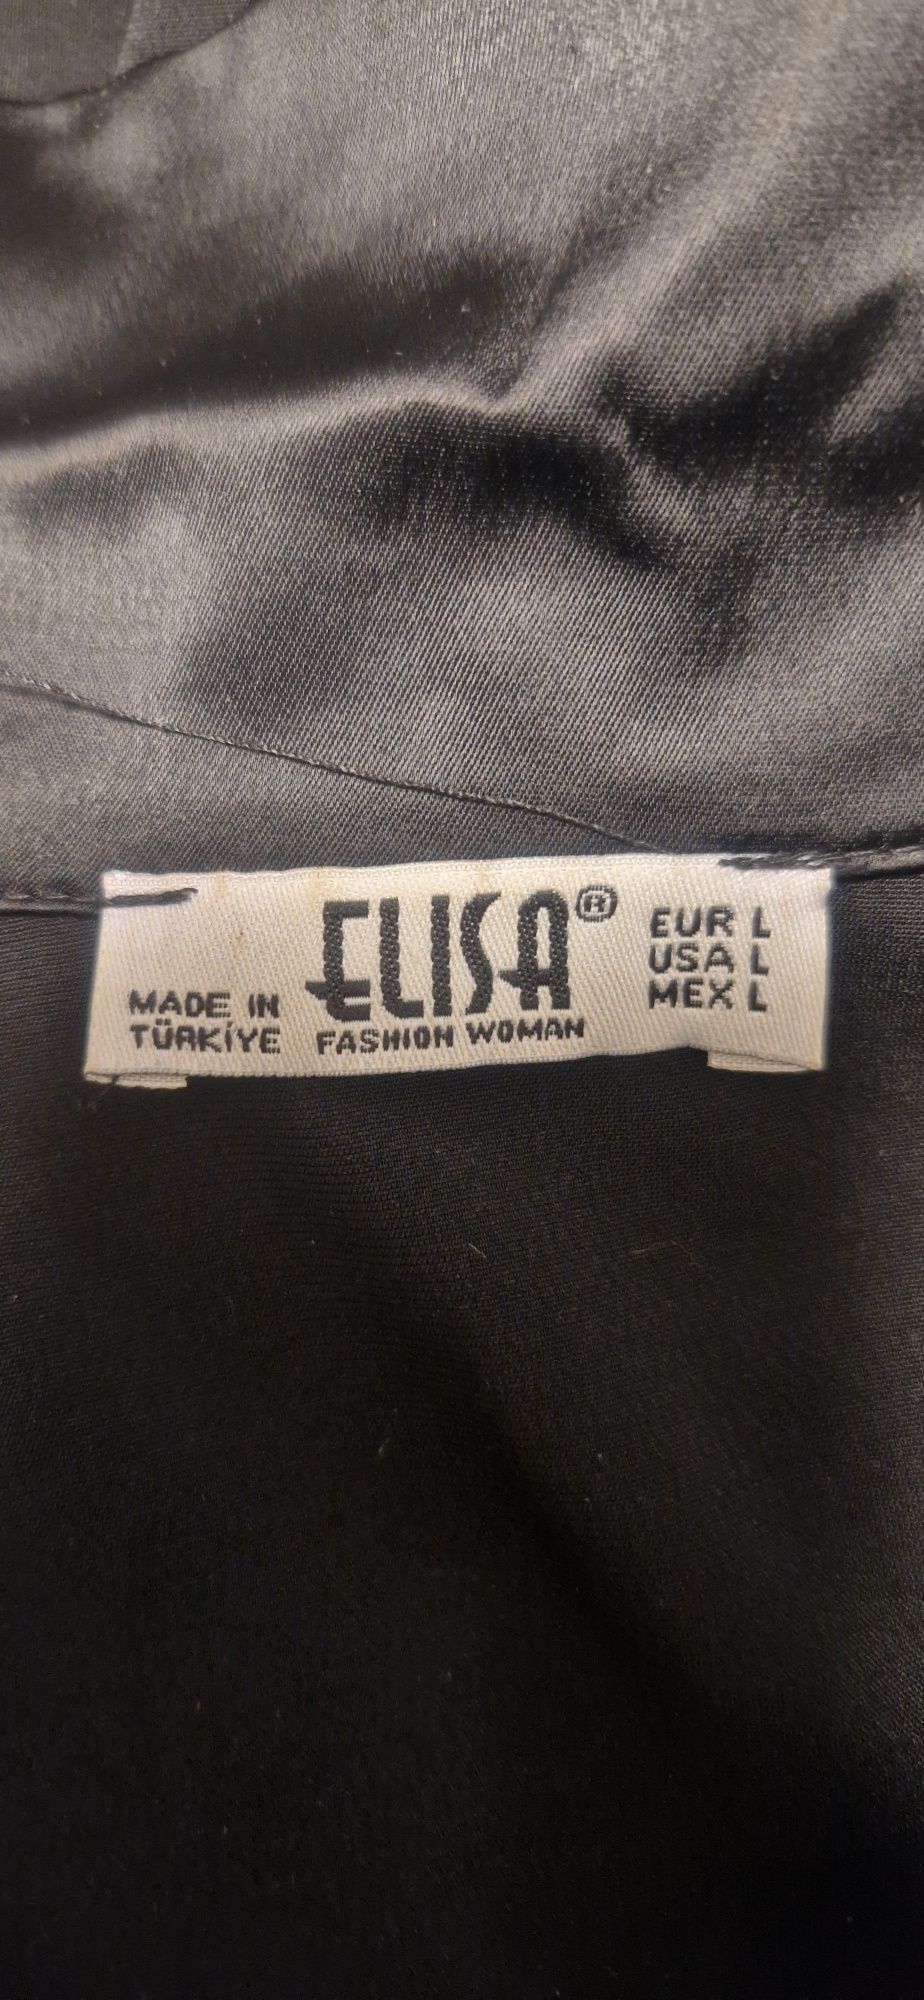 ELISA®
FASHION WOMAN
MADE IN
TÜRKİYE
EUR L
USA L
MEX L